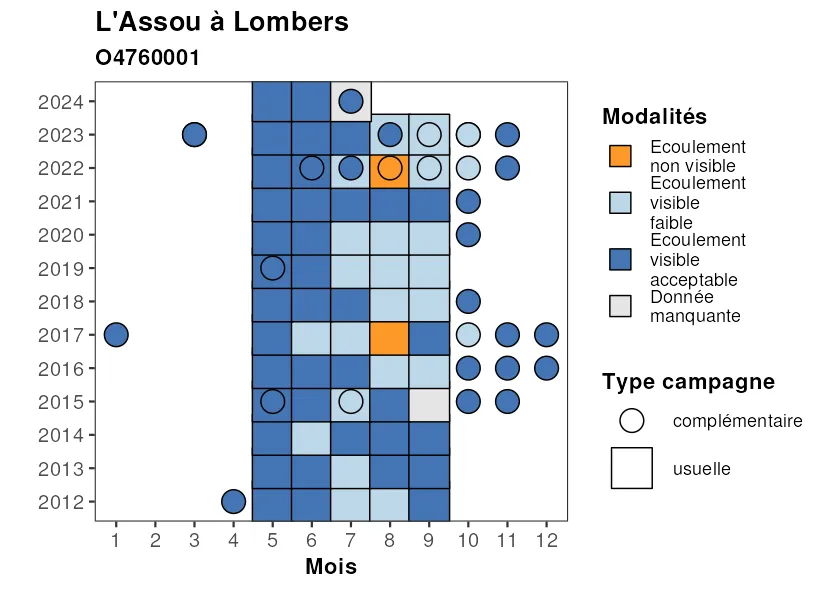 L'Assou à Lombers
O4760001
2024
2023
2022
2021
2020
2019
2018
2017
2016
2015
2014
2013
2012
1 2 3 4 5 6 7 8 9 10 11 12
Mois
Modalités
Ecoulement
non visible
Ecoulement
visible
faible
Ecoulement
visible
acceptable
Donnée
manquante
Type campagne
complémentaire
usuelle